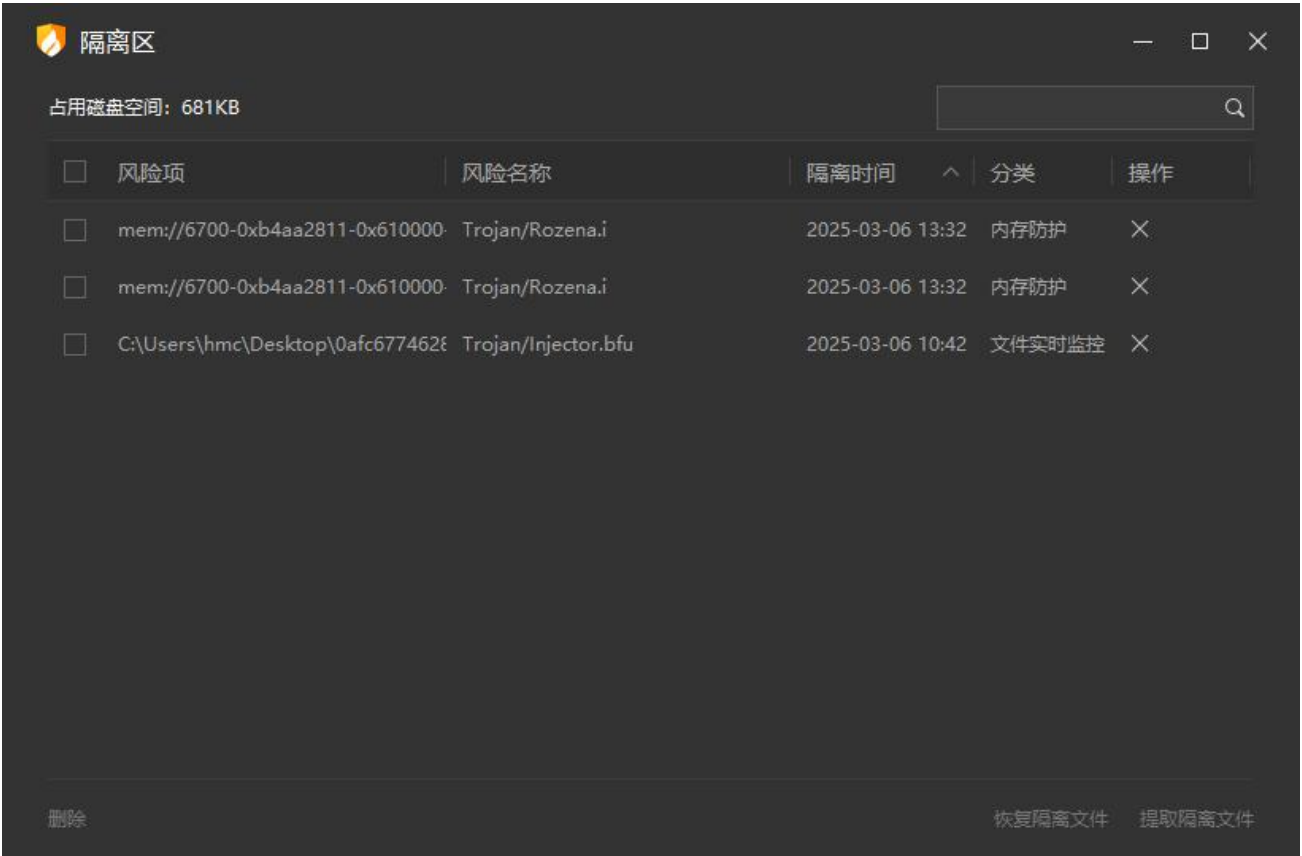 隔离区
占用磁盘空间：681KB
风险项 风险名称 隔离时间 分类 操作
mem://6700-0xb4aa2811-0x610000- Trojan/Rozena.i 2025-03-06 13:32 内存防护
mem://6700-0xb4aa2811-0x610000- Trojan/Rozena.i 2025-03-06 13:32 内存防护
C:\Users\hmc\Desktop\0afc6774628 Trojan/Injector.bfu 2025-03-06 10:42 文件实时监控
删除 恢复隔离文件 提取隔离文件